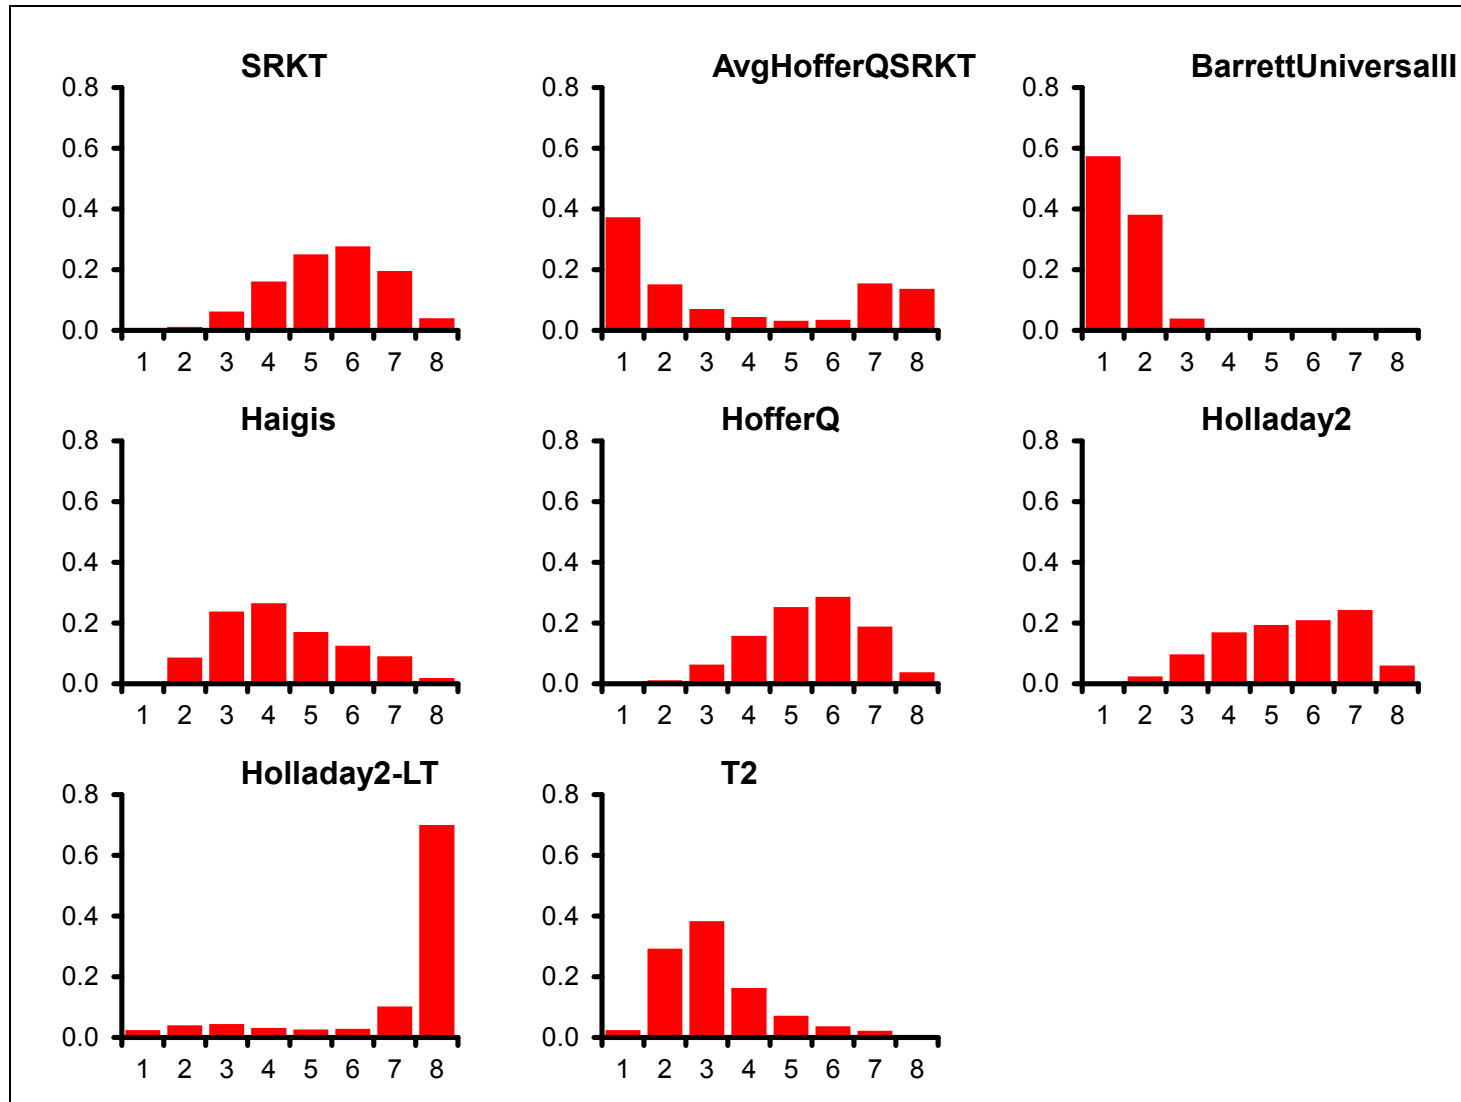 SRKT AvgHofferQSRKT BarrettUniversalII
0.8 0.8 0.8
0.6 0.6 0.6
0.4 0.4 0.4
0.2 0.2 0.2
0.0 0.0 0.0
1 2 3 4 5 6 7 8 1 2 3 4 5 6 7 8 1 2 3 4 5 6 7 8
Haigis HofferQ Holladay2
0.8 0.8 0.8
0.6 0.6 0.6
0.4 0.4 0.4
0.2 0.2 0.2
0.0 0.0 0.0
1 2 3 4 5 6 7 8 1 2 3 4 5 6 7 8 1 2 3 4 5 6 7 8
Holladay2-LT T2
0.8 0.8
0.6 0.6
0.4 0.4
0.2 0.2
0.0 0.0
1 2 3 4 5 6 7 8 1 2 3 4 5 6 7 8